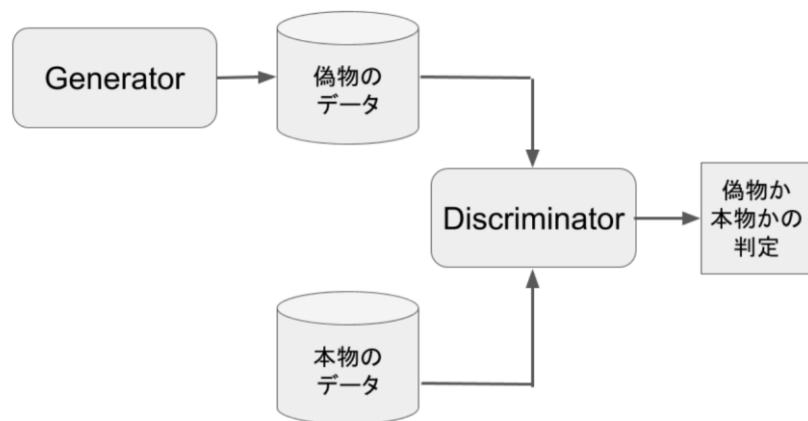 Generator
偽物の
データ
Discriminator
偽物か
本物かの
判定
本物の
データ